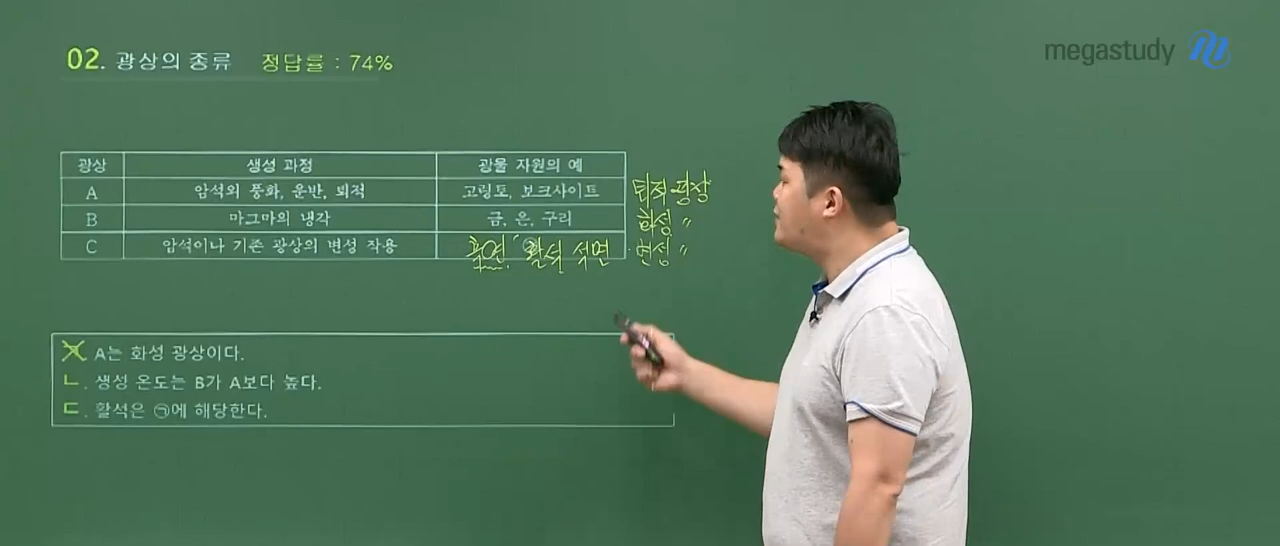 megastudy
02. 광상의 종류 정답률 : 74%
광상 생성 과정 광물 자원의 예
A 암석의 풍화, 운반, 퇴적 고령토, 보크사이트 퇴적 광상
B 마그마의 냉각 금, 은, 구리 화성 〃
C 암석이나 기존 광상의 변성 작용 ㉠ 흑연, 활석 석면 변성 〃
ㄱ. A는 화성 광상이다.
ㄴ. 생성 온도는 B가 A보다 높다.
ㄷ. 활석은 ㉠에 해당한다.